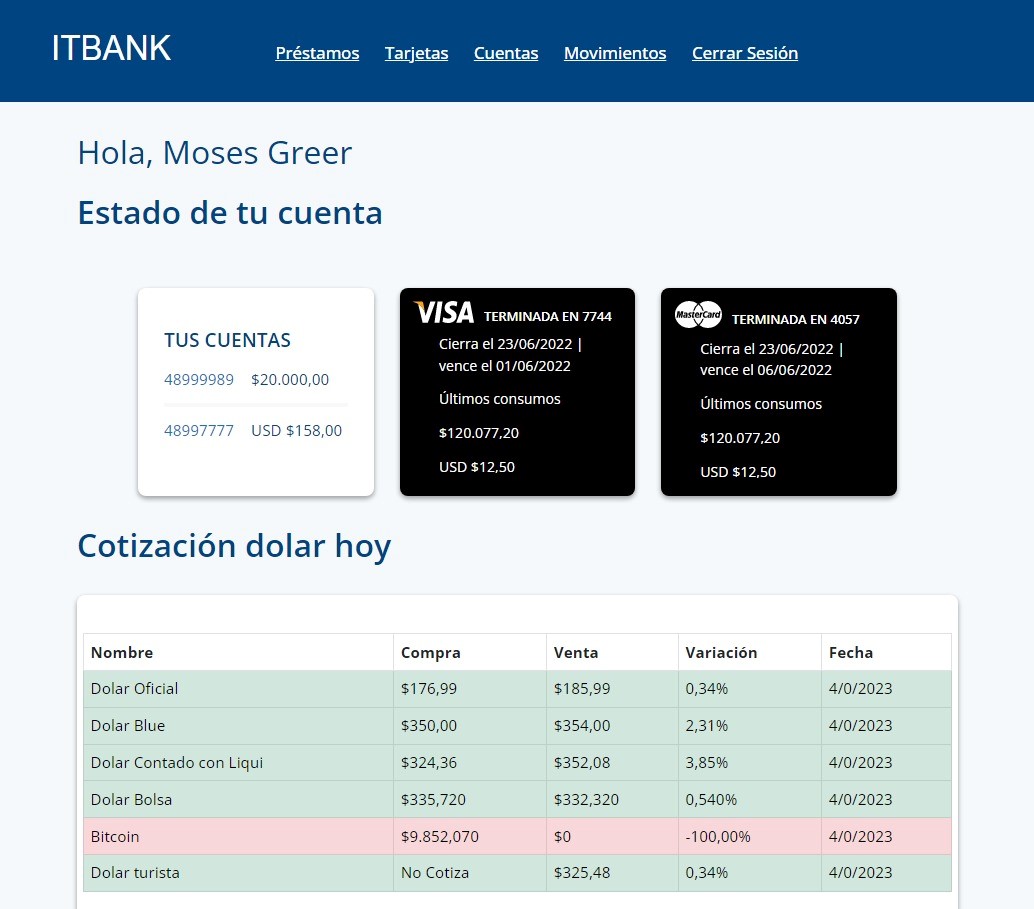 ITBANK
Préstamos Tarjetas Cuentas Movimientos Cerrar Sesión
Hola, Moses Greer
Estado de tu cuenta
TUS CUENTAS
48999989 $20.000,00
48997777 USD $158,00
VISA TERMINADA EN 7744
Cierra el 23/06/2022 |
vence el 01/06/2022
Últimos consumos
$120.077,20
USD $12,50
MasterCard TERMINADA EN 4057
Cierra el 23/06/2022 |
vence el 06/06/2022
Últimos consumos
$120.077,20
USD $12,50
Cotización dolar hoy
Nombre Compra Venta Variación Fecha
Dolar Oficial $176,99 $185,99 0,34% 4/0/2023
Dolar Blue $350,00 $354,00 2,31% 4/0/2023
Dolar Contado con Liqui $324,36 $352,08 3,85% 4/0/2023
Dolar Bolsa $335,720 $332,320 0,540% 4/0/2023
Bitcoin $9.852,070 $0 -100,00% 4/0/2023
Dolar turista No Cotiza $325,48 0,34% 4/0/2023